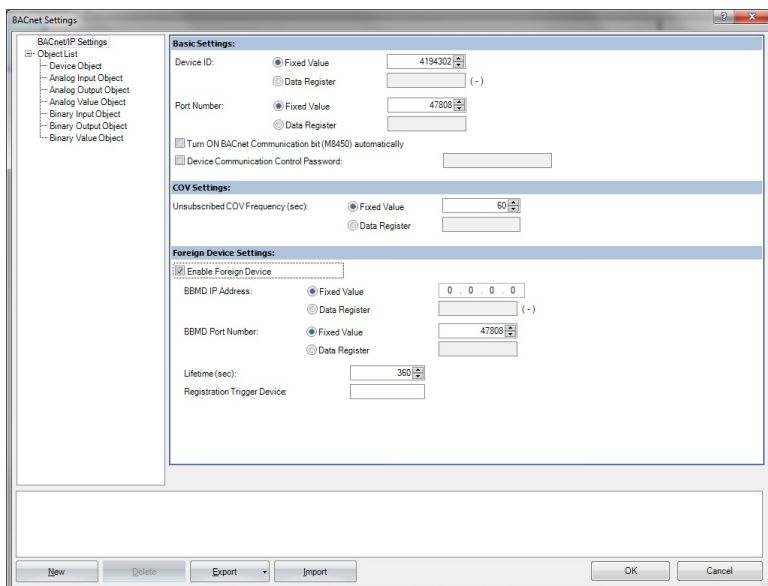 BACnet Settings
BACnet/IP Settings
Object List
Device Object
Analog Input Object
Analog Output Object
Analog Value Object
Binary Input Object
Binary Output Object
Binary Value Object
Basic Settings:
Device ID: Fixed Value 4194302
Data Register (-)
Port Number: Fixed Value 47808
Data Register
Turn ON BACnet Communication bit (M8450) automatically
Device Communication Control Password:
COV Settings:
Unsubscribed COV Frequency (sec): Fixed Value 60
Data Register
Foreign Device Settings:
Enable Foreign Device
BBMD IP Address: Fixed Value 0 . 0 . 0 . 0
Data Register (-)
BBMD Port Number: Fixed Value 47808
Data Register
Lifetime (sec): 360
Registration Trigger Device:
New Delete Export Import OK Cancel